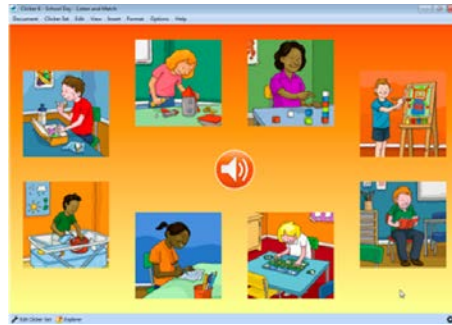 Clicker 6 - School Day - Listen and Match
Document Clicker Set Edit View Insert Format Options Help
Edit Clicker Set Explorer